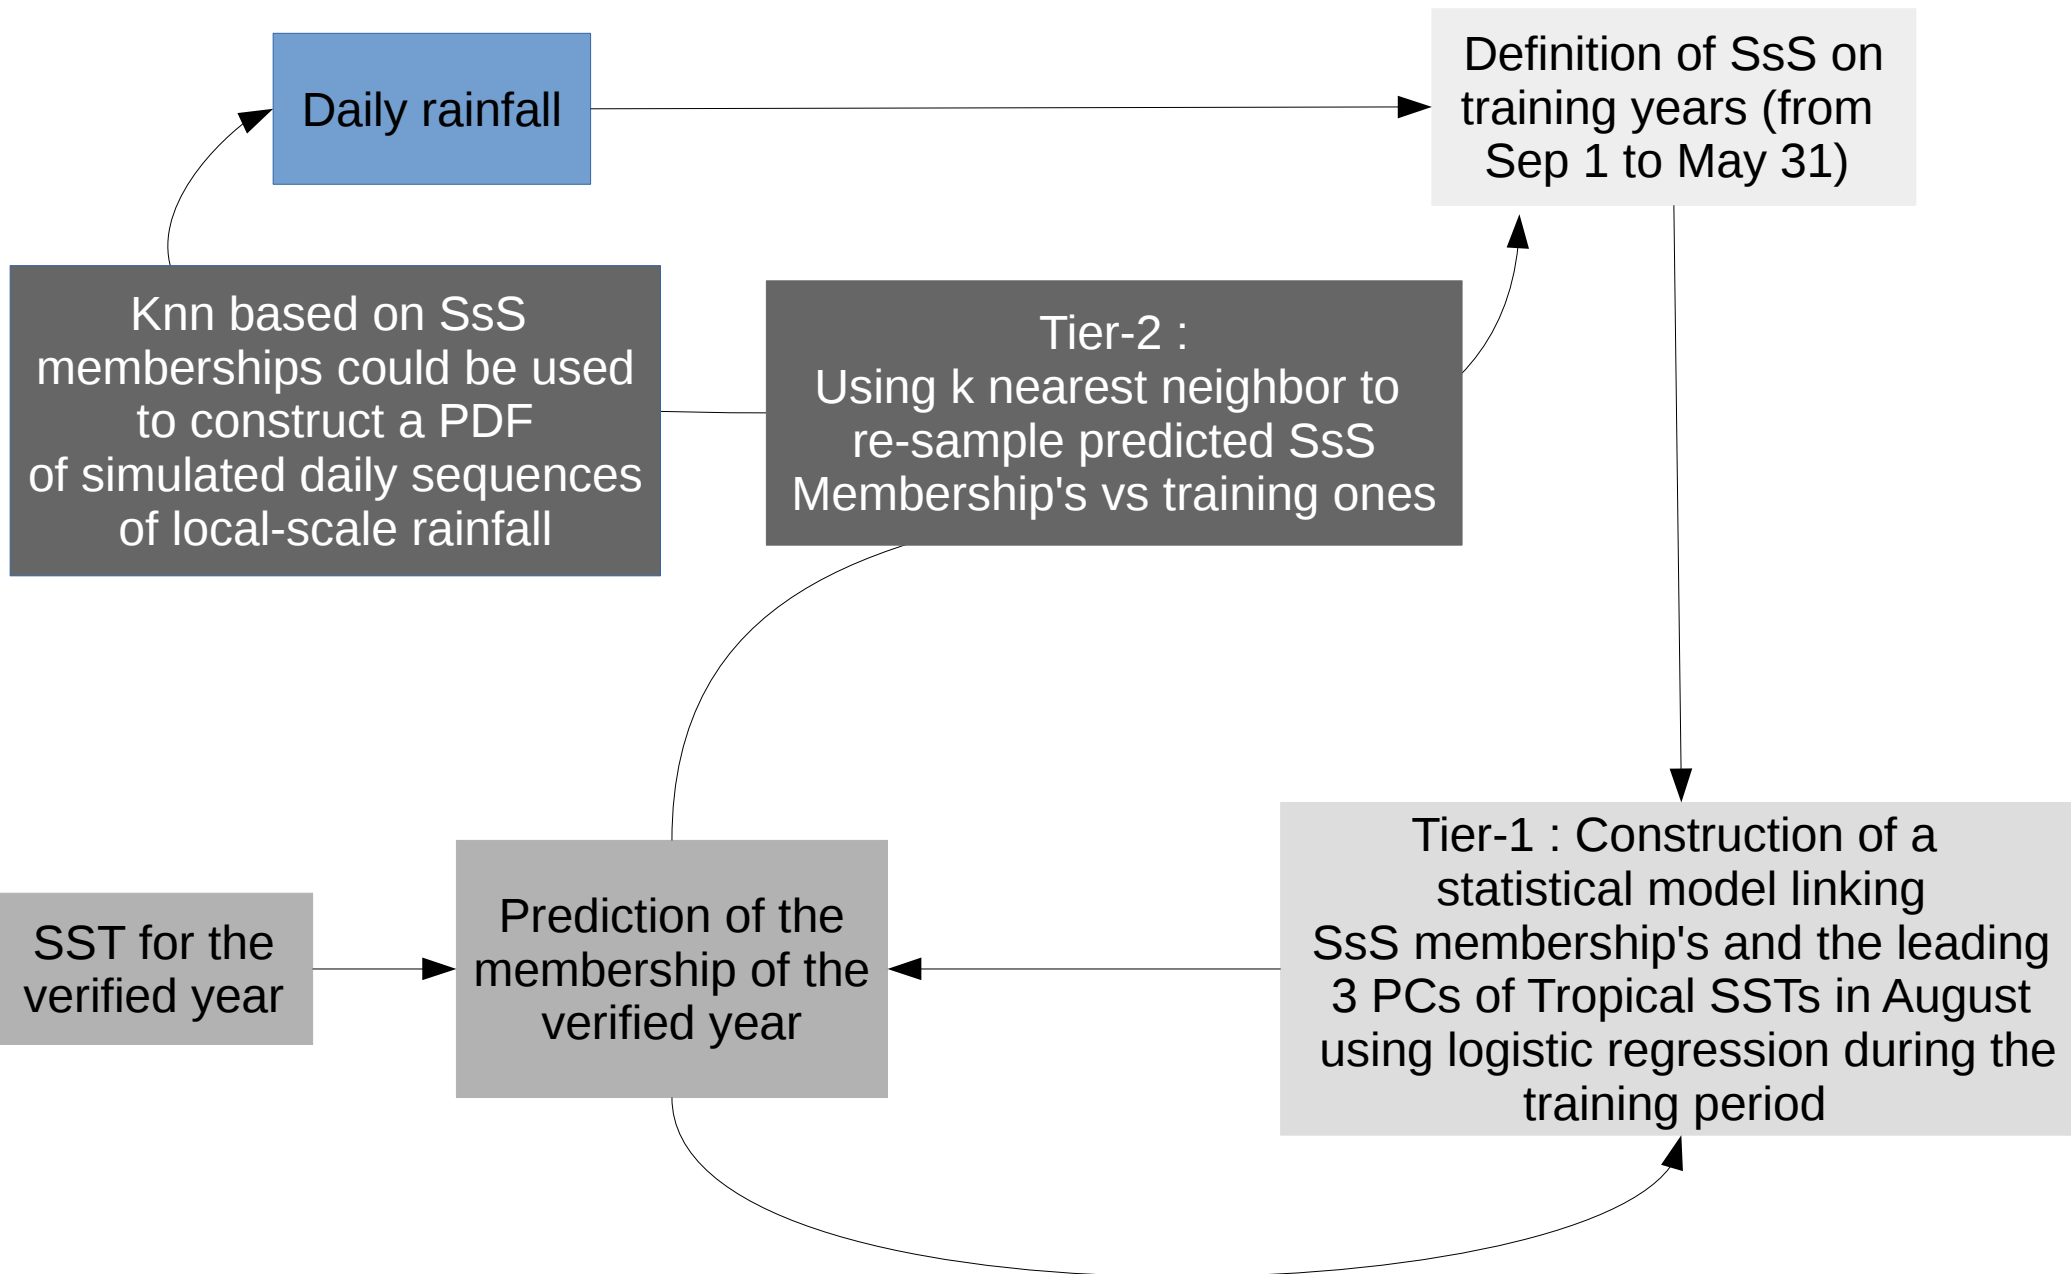 Daily rainfall
Definition of SsS on
training years (from
Sep 1 to May 31)
Knn based on SsS
memberships could be used
to construct a PDF
of simulated daily sequences
of local-scale rainfall
Tier-2 :
Using k nearest neighbor to
re-sample predicted SsS
Membership's vs training ones
SST for the
verified year
Prediction of the
membership of the
verified year
Tier-1 : Construction of a
statistical model linking
SsS membership's and the leading
3 PCs of Tropical SSTs in August
using logistic regression during the
training period